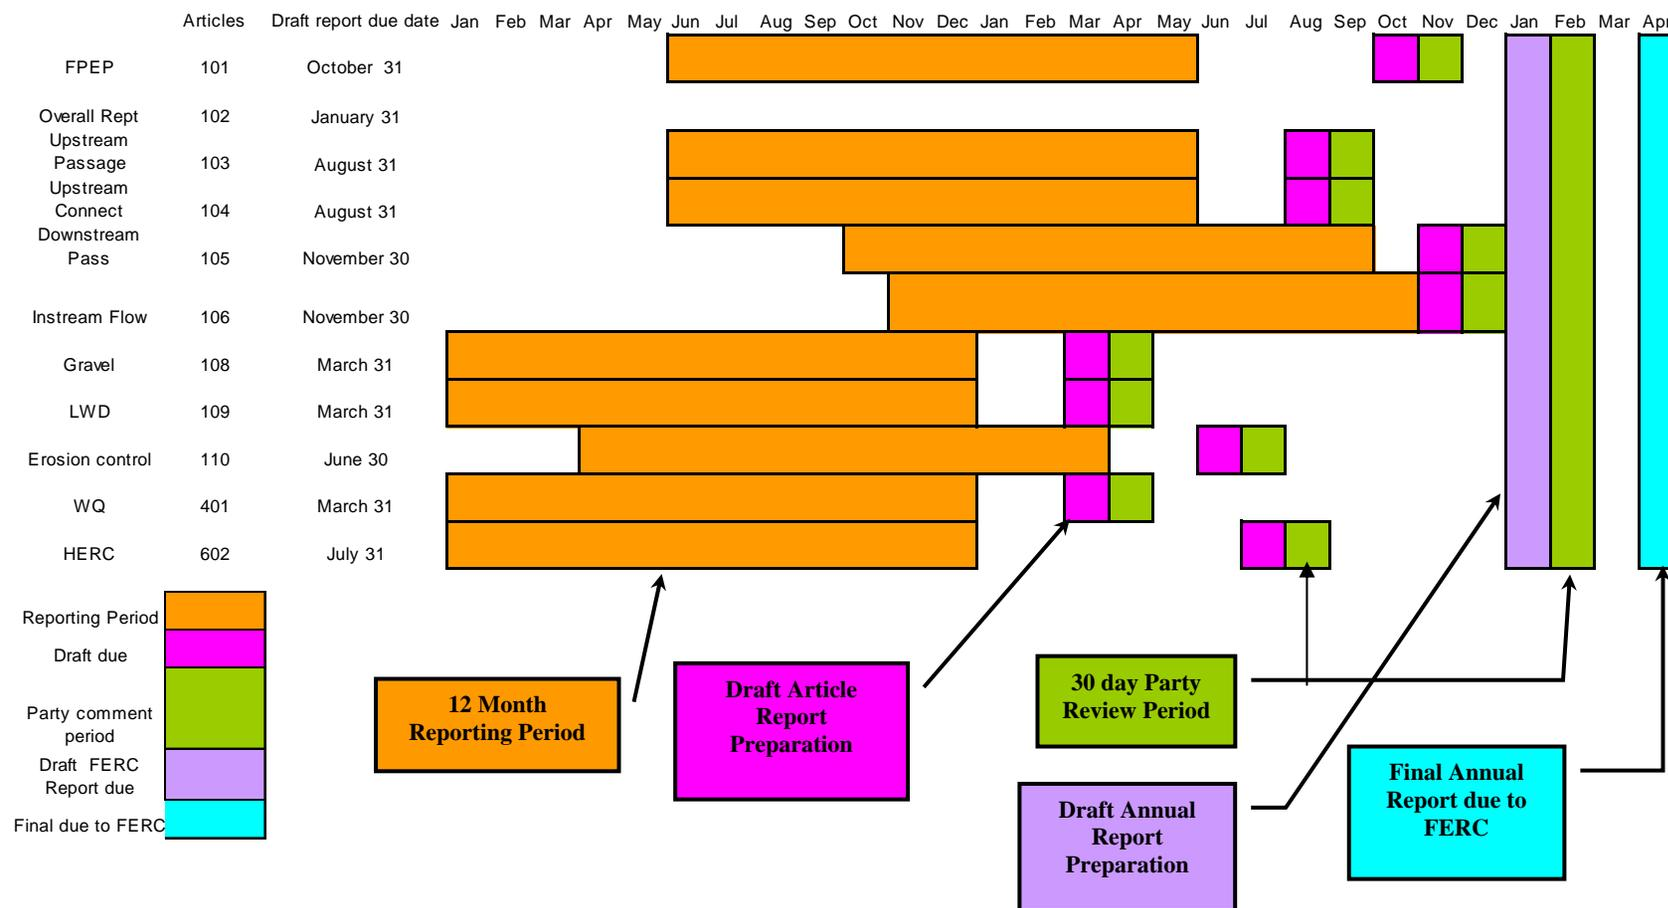 Articles Draft report due date Jan Feb Mar Apr May Jun Jul Aug Sep Oct Nov Dec Jan Feb Mar Apr May Jun Jul Aug Sep Oct Nov Dec Jan Feb Mar Apr
FPEP 101 October 31
Overall Rept 102 January 31
Upstream
Passage 103 August 31
Upstream
Connect 104 August 31
Downstream
Pass 105 November 30
Instream Flow 106 November 30
Gravel 108 March 31
LWD 109 March 31
Erosion control 110 June 30
WQ 401 March 31
HERC 602 July 31
Reporting Period
Draft due
Party comment
period
Draft FERC
Report due
Final due to FERC
12 Month
Reporting Period
Draft Article
Report
Preparation
30 day Party
Review Period
Draft Annual
Report
Preparation
Final Annual
Report due to
FERC